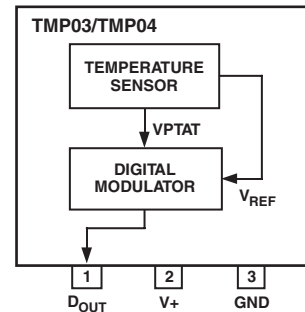 TMP03/TMP04
TEMPERATURE
SENSOR
VPTAT
DIGITAL
MODULATOR
VREF
1 2 3
DOUT V+ GND